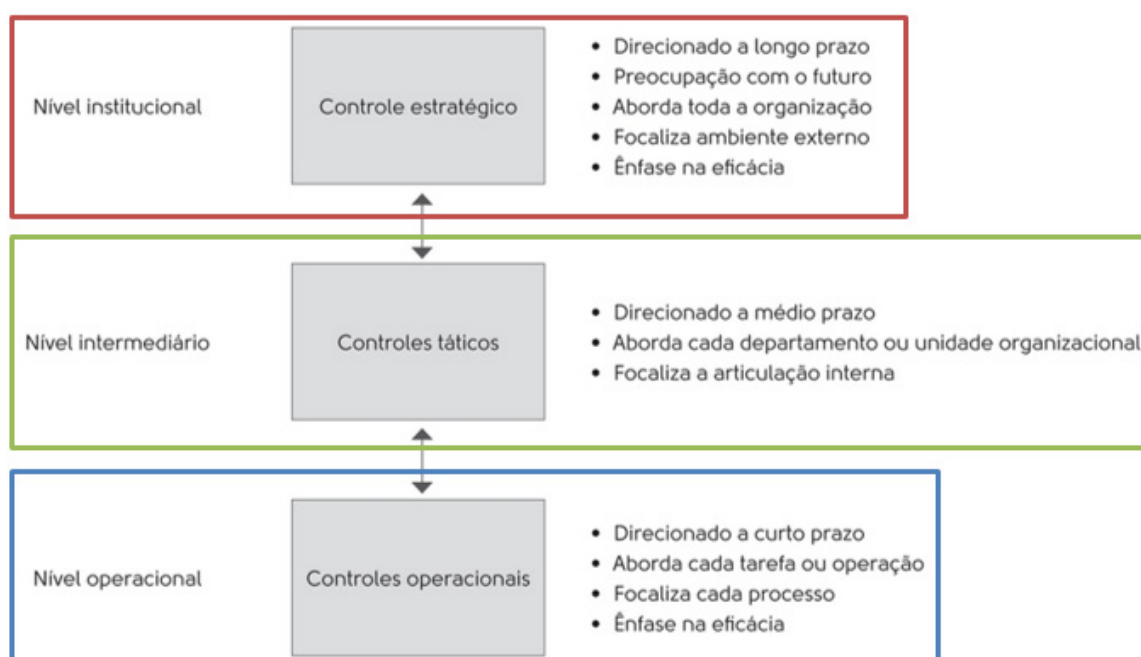 Nível institucional
Controle estratégico
• Direcionado a longo prazo
• Preocupação com o futuro
• Aborda toda a organização
• Focaliza ambiente externo
• Ênfase na eficácia
Nível intermediário
Controles táticos
• Direcionado a médio prazo
• Aborda cada departamento ou unidade organizacional
• Focaliza a articulação interna
Nível operacional
Controles operacionais
• Direcionado a curto prazo
• Aborda cada tarefa ou operação
• Focaliza cada processo
• Ênfase na eficácia